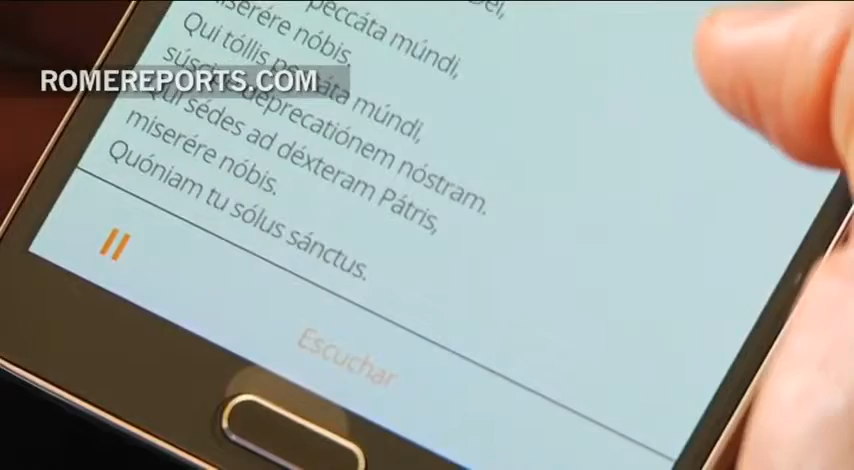 Dei,
peccáta múndi,
miserére nóbis.
Qui tóllis peccáta múndi,
súscipe deprecatiónem nóstram.
Qui sédes ad déxteram Pátris,
miserére nóbis.
Quóniam tu sólus sánctus.
Escuchar
ROMEREPORTS.COM